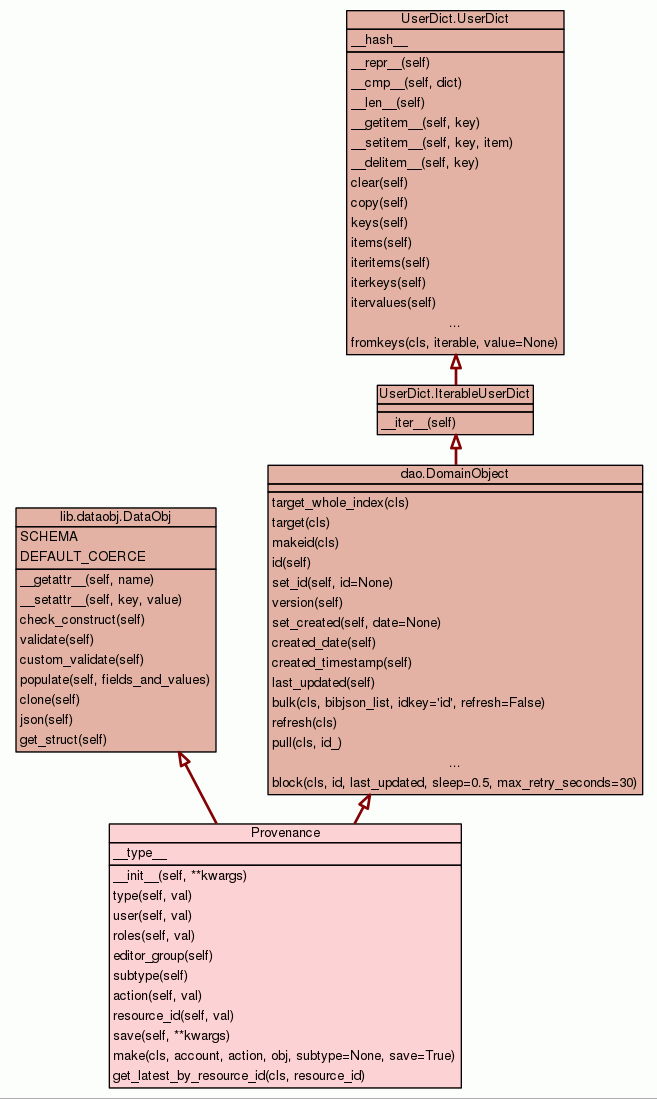 UserDict.UserDict
__hash__
__repr__(self)
__cmp__(self, dict)
__len__(self)
__getitem__(self, key)
__setitem__(self, key, item)
__delitem__(self, key)
clear(self)
copy(self)
keys(self)
items(self)
iteritems(self)
iterkeys(self)
itervalues(self)
...
fromkeys(cls, iterable, value=None)
UserDict.IterableUserDict
__iter__(self)
dao.DomainObject
target_whole_index(cls)
target(cls)
makeid(cls)
id(self)
set_id(self, id=None)
version(self)
set_created(self, date=None)
created_date(self)
created_timestamp(self)
last_updated(self)
bulk(cls, bibjson_list, idkey='id', refresh=False)
refresh(cls)
pull(cls, id_)
...
block(cls, id, last_updated, sleep=0.5, max_retry_seconds=30)
lib.dataobj.DataObj
SCHEMA
DEFAULT_COERCE
__getattr__(self, name)
__setattr__(self, key, value)
check_construct(self)
validate(self)
custom_validate(self)
populate(self, fields_and_values)
clone(self)
json(self)
get_struct(self)
Provenance
__type__
__init__(self, **kwargs)
type(self, val)
user(self, val)
roles(self, val)
editor_group(self)
subtype(self)
action(self, val)
resource_id(self, val)
save(self, **kwargs)
make(cls, account, action, obj, subtype=None, save=True)
get_latest_by_resource_id(cls, resource_id)